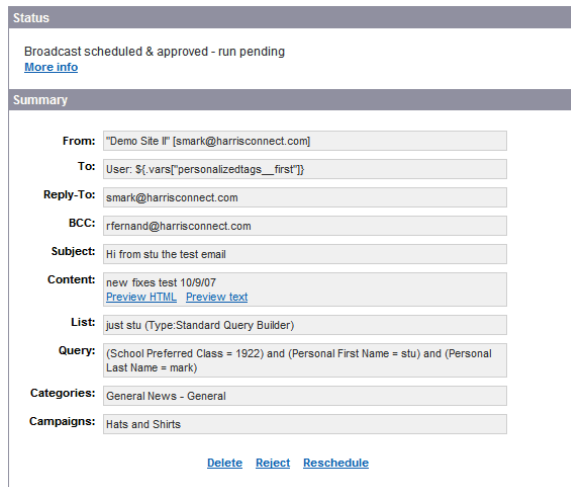 Status
Broadcast scheduled & approved - run pending
More info
Summary
From: "Demo Site II" [smark@harrisconnect.com]
To: User: ${.vars["personalizedtags__first"]}
Reply-To: smark@harrisconnect.com
BCC: rfernand@harrisconnect.com
Subject: Hi from stu the test email
Content: new fixes test 10/9/07
Preview HTML Preview text
List: just stu (Type:Standard Query Builder)
Query: (School Preferred Class = 1922) and (Personal First Name = stu) and (Personal
Last Name = mark)
Categories: General News - General
Campaigns: Hats and Shirts
Delete Reject Reschedule